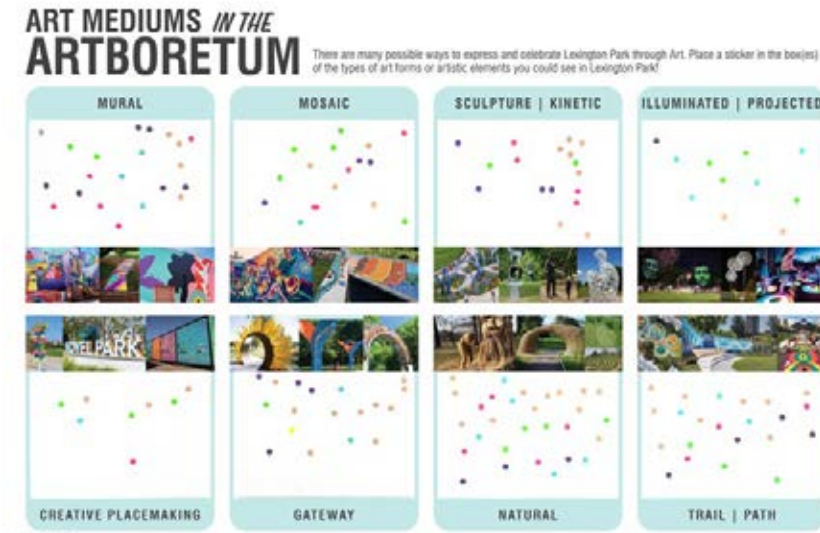 ART MEDIUMS IN THE
ARTBORETUM
There are many possible ways to express and celebrate Lexington Park through Art. Place a sticker in the box(es)
of the types of art forms or artistic elements you could see in Lexington Park!
MURAL
MOSAIC
SCULPTURE | KINETIC
ILLUMINATED | PROJECTED
PARK
CREATIVE PLACEMAKING
GATEWAY
NATURAL
TRAIL | PATH